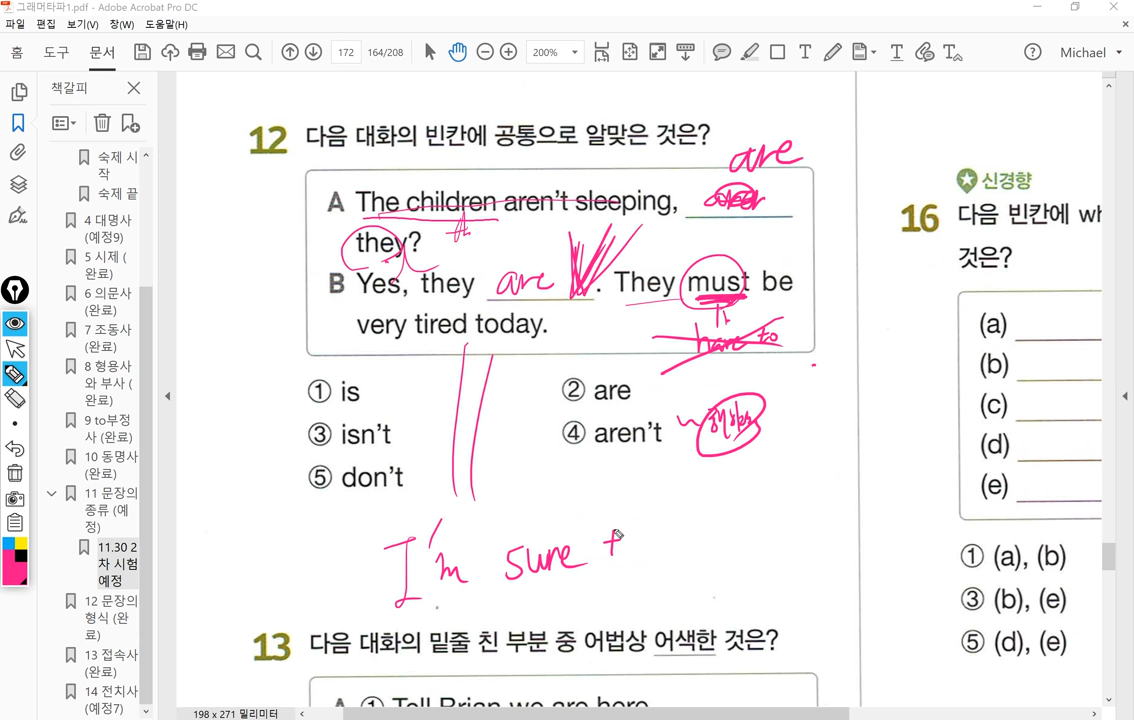 그래머타파1.pdf - Adobe Acrobat Pro DC
파일 편집 보기(V) 창(W) 도움말(H)
홈 도구 문서 172 164/208 200% Michael
책갈피
숙제 시
작
숙제 끝
4 대명사
(예정9)
5 시제 (
완료)
6 의문사
(완료)
7 조동사
(완료)
8 형용사
와 부사 (
완료)
9 to부정
사 (완료)
10 동명사
(완료)
11 문장의
종류 (예
정)
11.30 2
차 시험
예정
12 문장의
형식 (완
료)
13 접속사
(완료)
14 전치사
(예정7)
12 다음 대화의 빈칸에 공통으로 알맞은 것은?
are
A The children aren't sleeping,
they?
B Yes, they are. They must be
very tired today.
have to
① is ② are
③ isn't ④ aren't
⑤ don't
I'm sure t
13 다음 대화의 밑줄 친 부분 중 어법상 어색한 것은?
A ① Tell Brian we are here
신경향
16 다음 빈칸에 wh
것은?
(a)
(b)
(c)
(d)
(e)
① (a), (b)
③ (b), (e)
⑤ (d), (e)
198 x 271 밀리미터